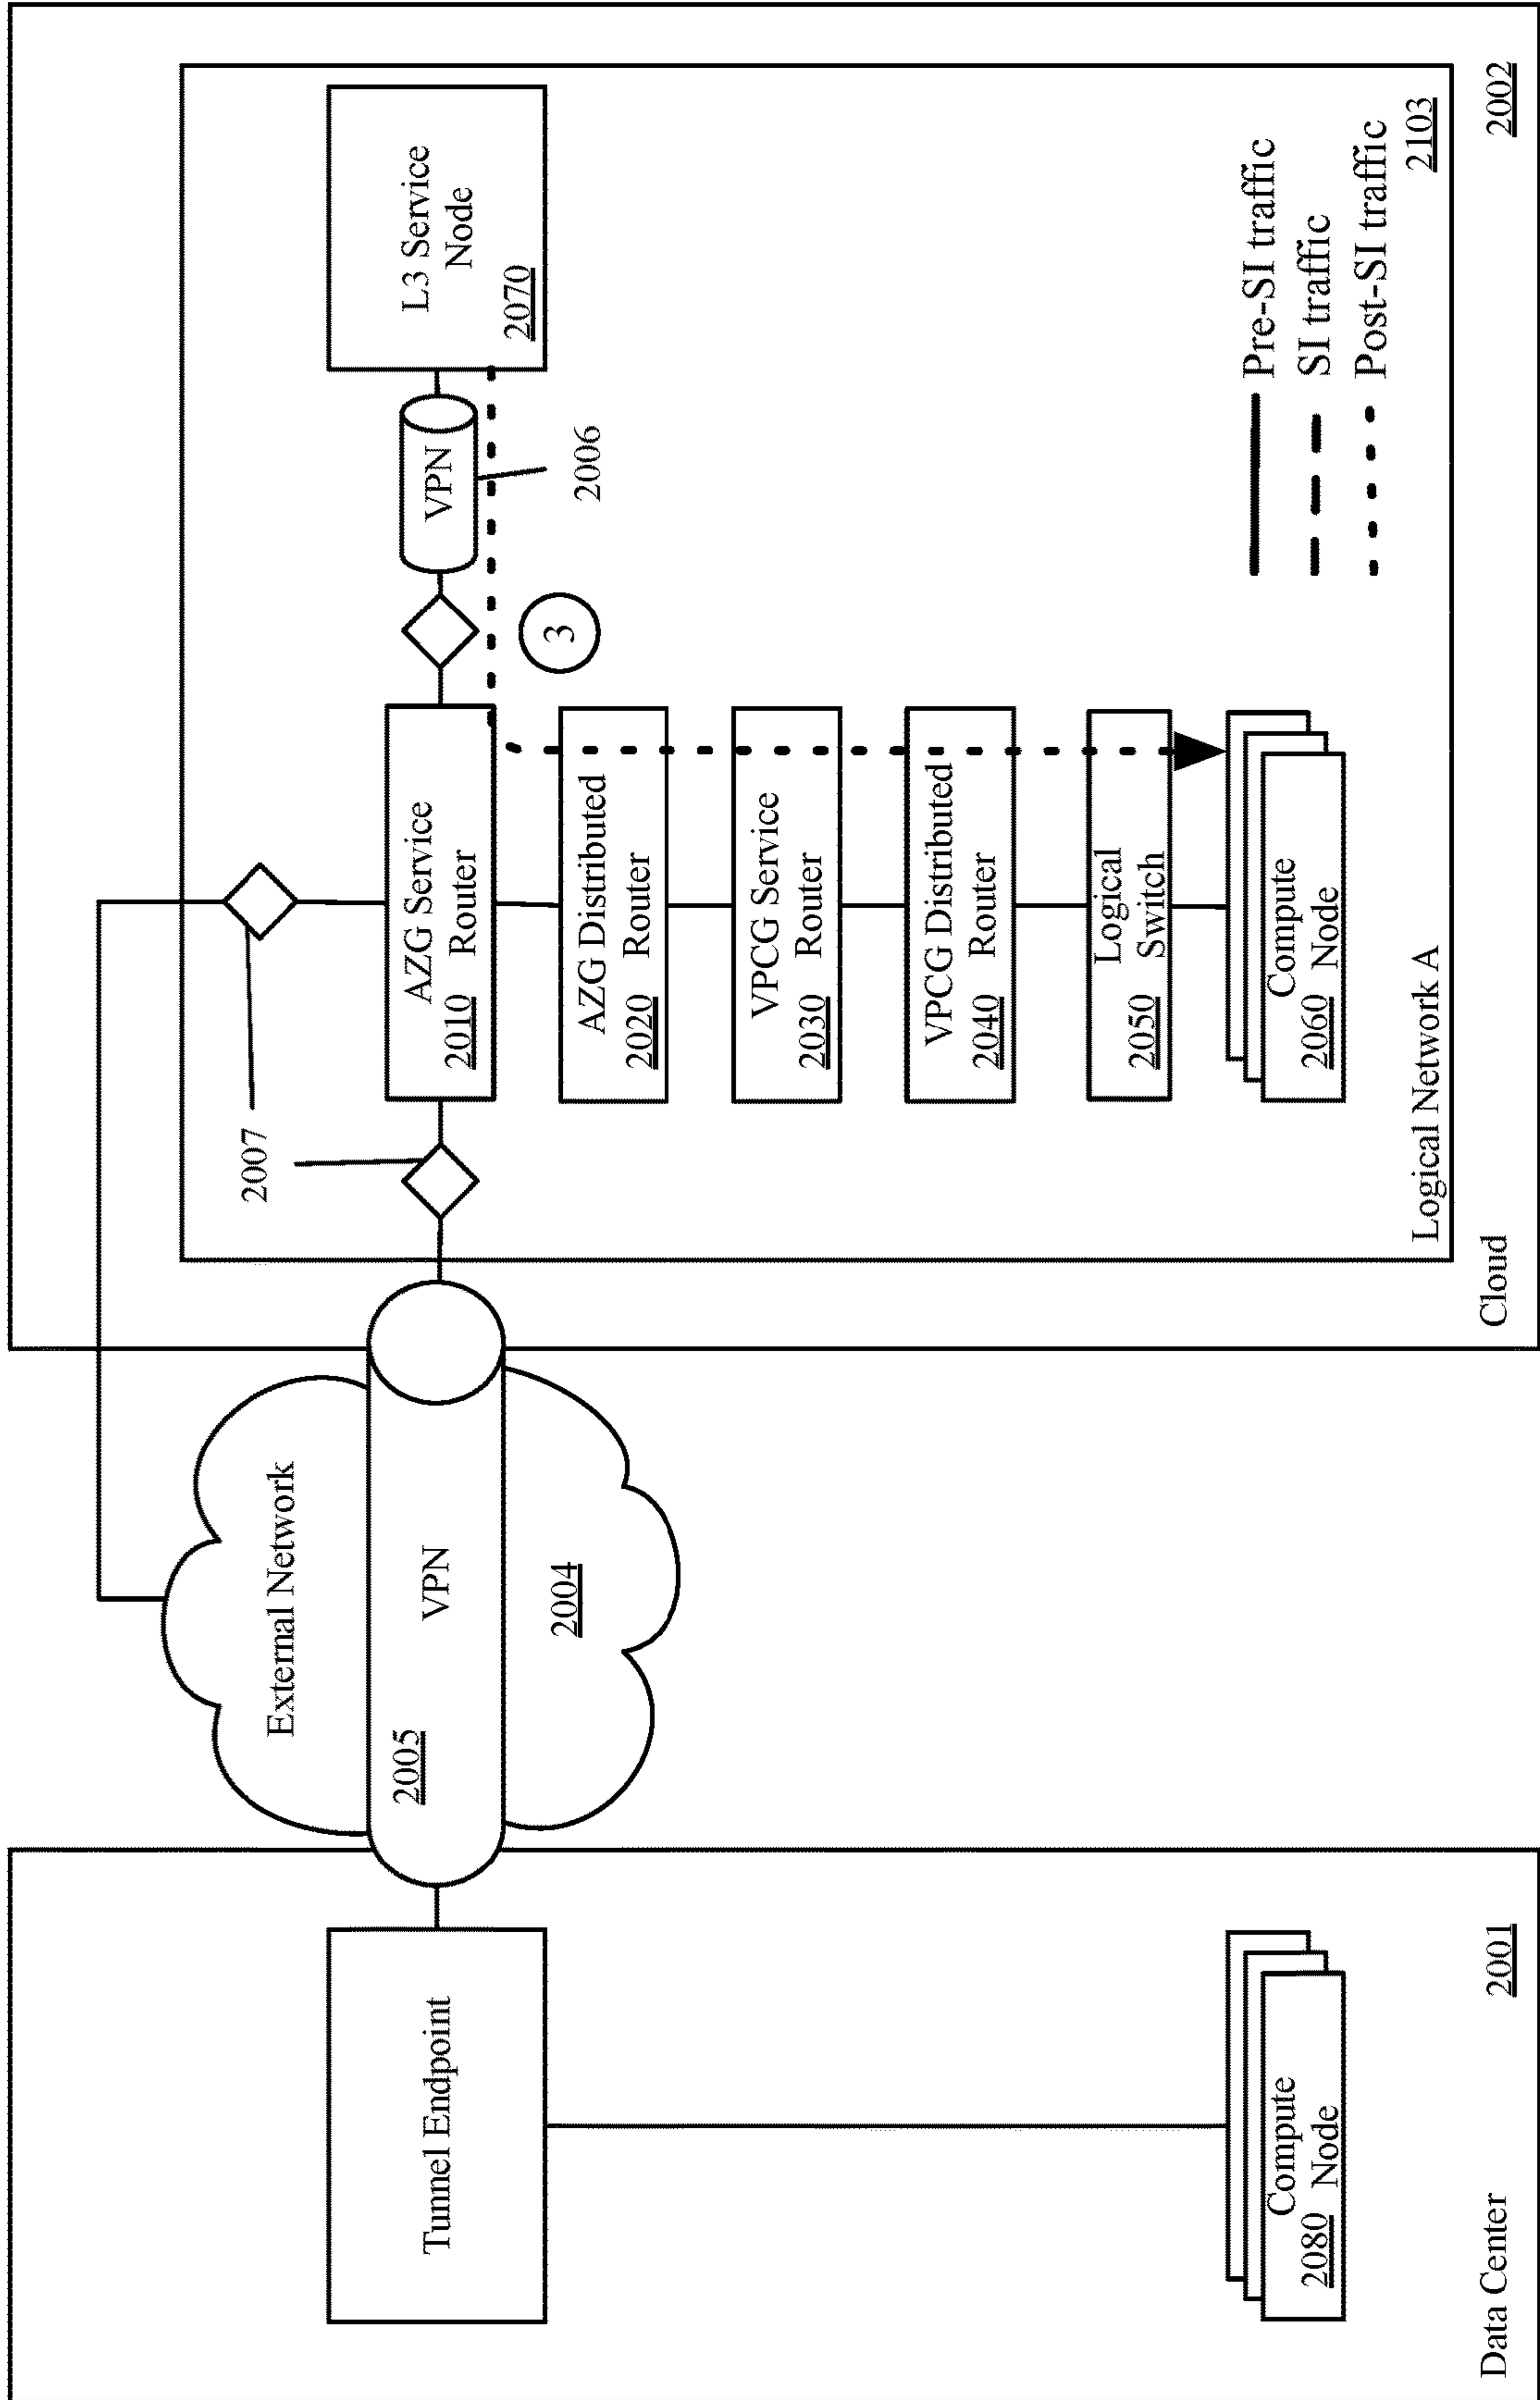 Data Center
2001
Tunnel Endpoint
Compute
2080 Node
External Network
2005
VPN
2004
Cloud
2002
Logical Network A
2103
2007
AZG Service
2010 Router
AZG Distributed
2020 Router
VPCG Service
2030 Router
VPCG Distributed
2040 Router
Logical
2050 Switch
Compute
2060 Node
3
VPN
2006
L3 Service
Node
2070
Pre-SI traffic
SI traffic
Post-SI traffic